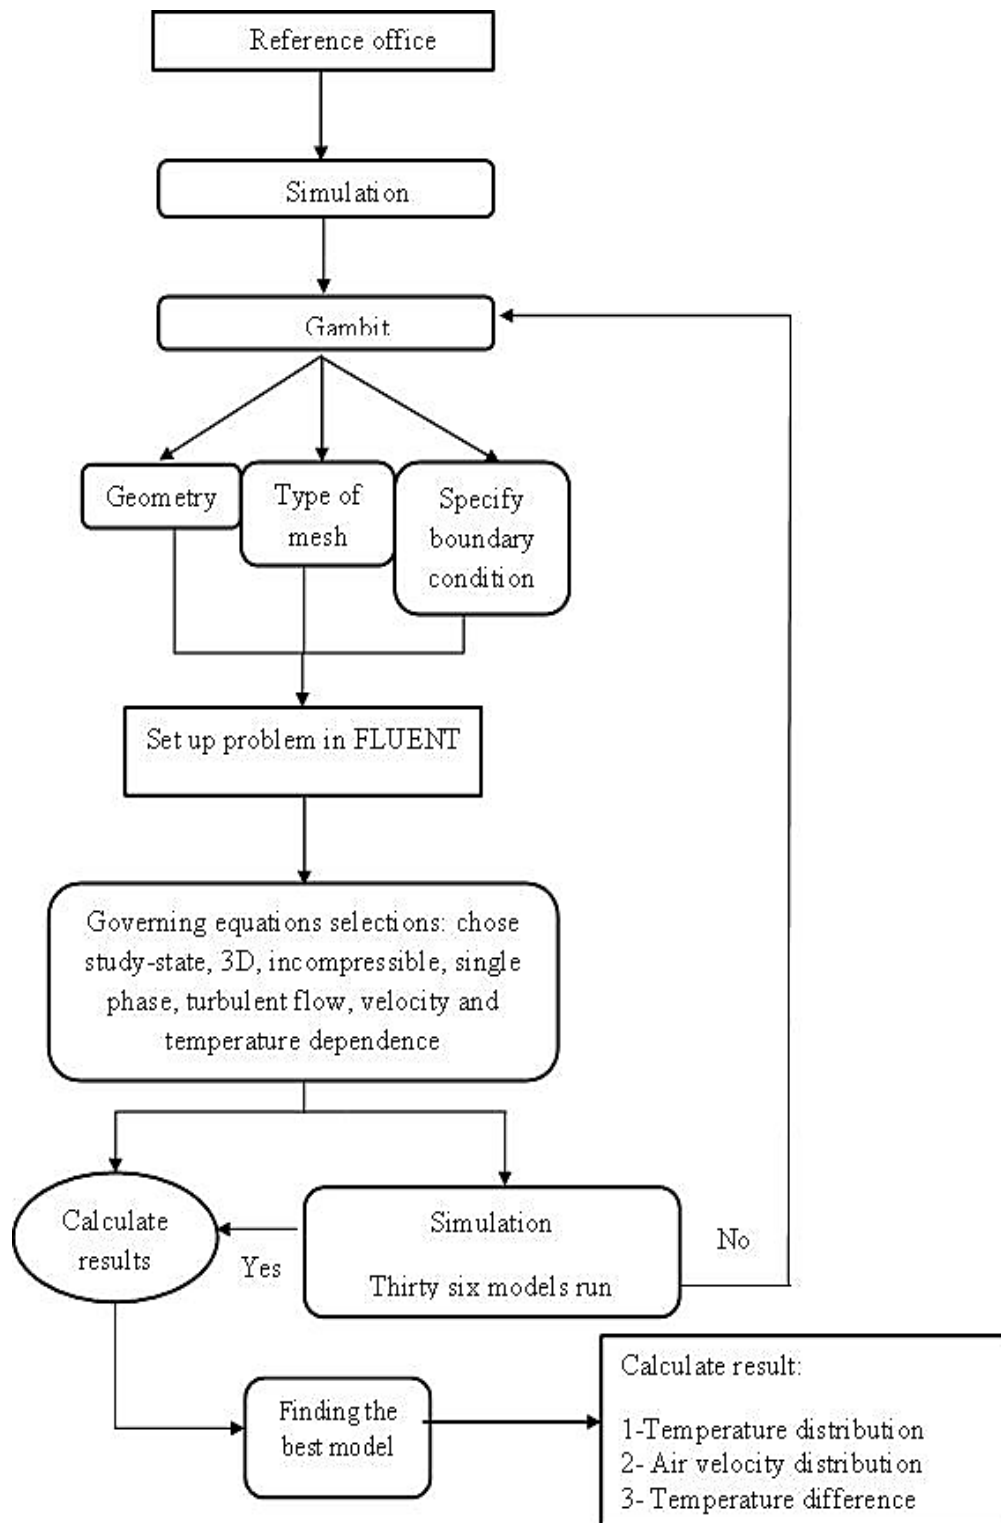 Reference office
Simulation
Gambit
Geometry
Type of
mesh
Specify
boundary
condition
Set up problem in FLUENT
Governing equations selections: chose
study-state, 3D, incompressible, single
phase, turbulent flow, velocity and
temperature dependence
Calculate
results
Yes
Simulation
Thirty six models run
No
Finding the
best model
Calculate result:
1-Temperature distribution
2- Air velocity distribution
3- Temperature difference